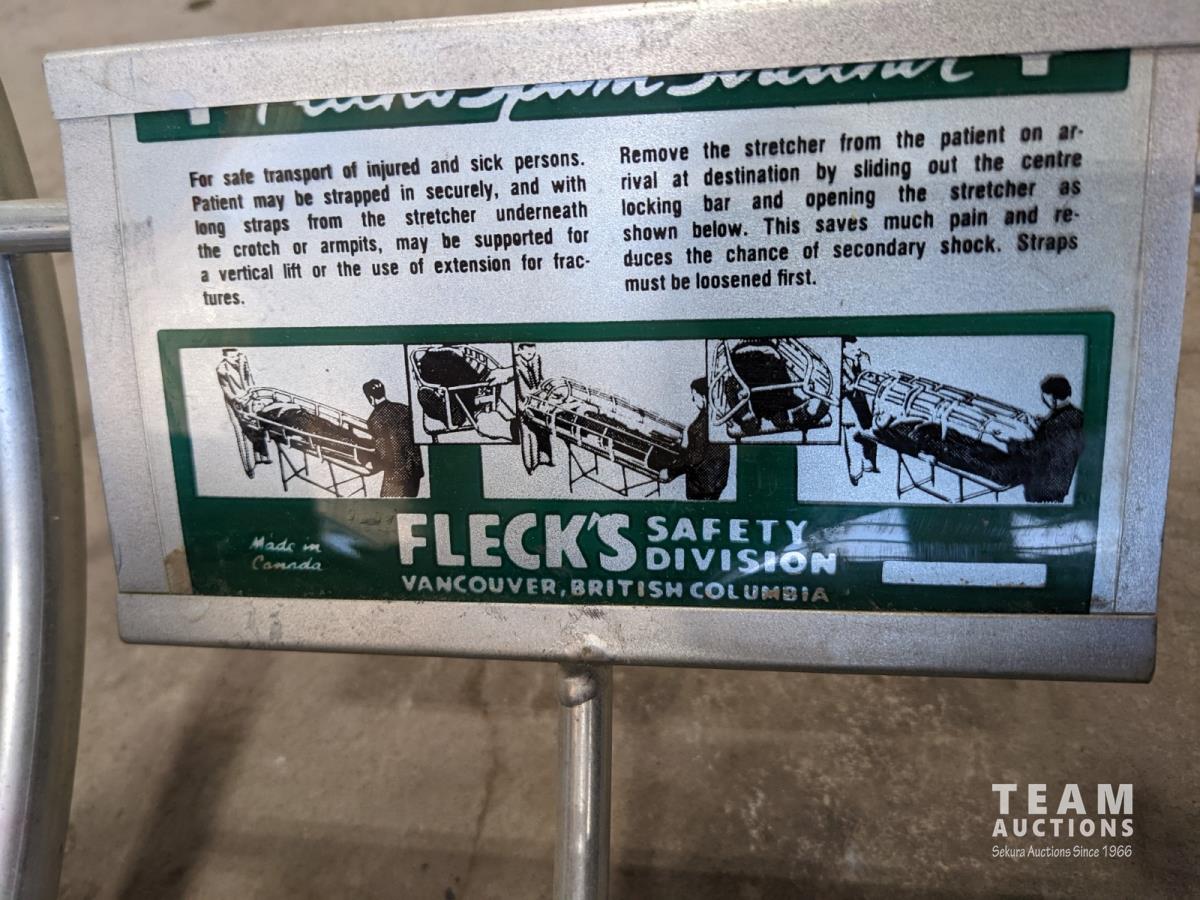 Fleck's Stretcher
For safe transport of injured and sick persons.
Patient may be strapped in securely, and with
long straps from the stretcher underneath
the crotch or armpits, may be supported for
a vertical lift or the use of extension for frac-
tures.
Remove the stretcher from the patient on ar-
rival at destination by sliding out the centre
locking bar and opening the stretcher as
shown below. This saves much pain and re-
duces the chance of secondary shock. Straps
must be loosened first.
Made in
Canada
FLECK'S SAFETY
DIVISION
VANCOUVER, BRITISH COLUMBIA
TEAM
AUCTIONS
Sekura Auctions Since 1966